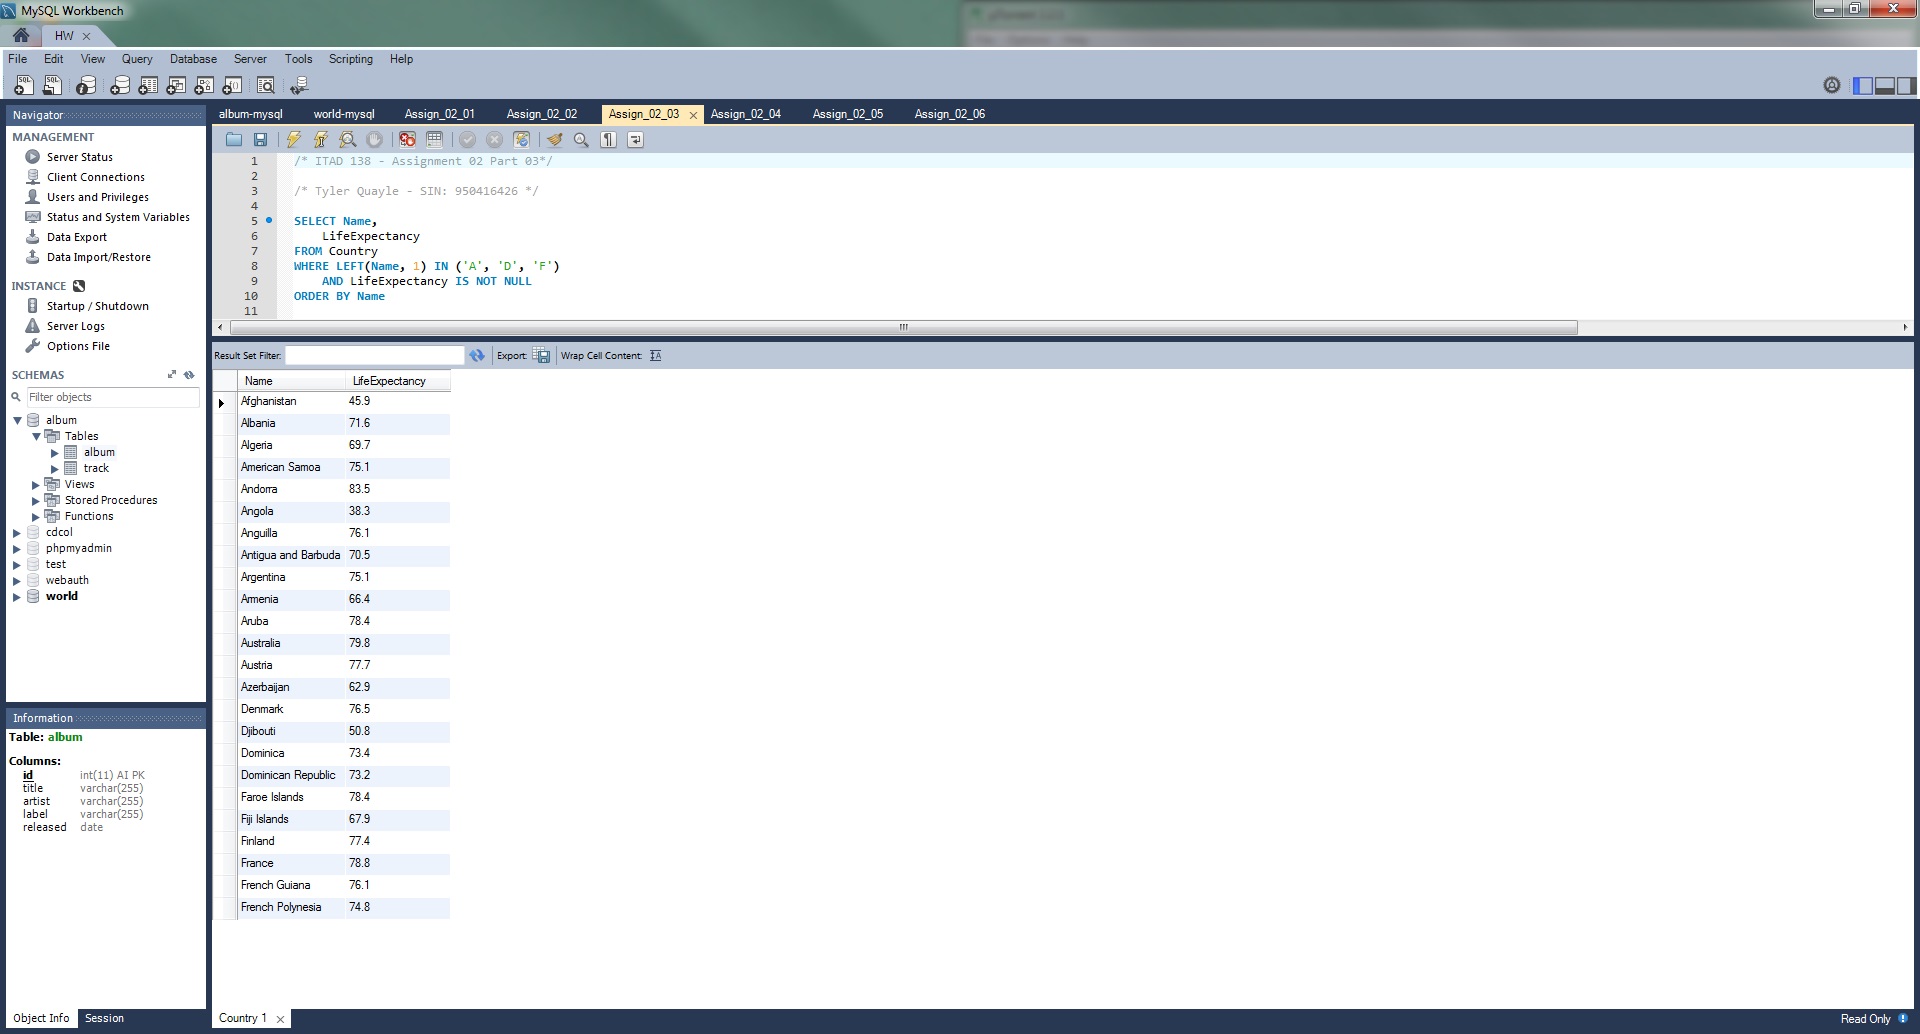 MySQL Workbench
HW
File Edit View Query Database Server Tools Scripting Help
Navigator
MANAGEMENT
Server Status
Client Connections
Users and Privileges
Status and System Variables
Data Export
Data Import/Restore
INSTANCE
Startup / Shutdown
Server Logs
Options File
SCHEMAS
Filter objects
album
Tables
album
track
Views
Stored Procedures
Functions
cdcol
phpmyadmin
test
webauth
world
Information
Table: album
Columns:
id int(11) AI PK
title varchar(255)
artist varchar(255)
label varchar(255)
released date
Object Info Session
album-mysql world-mysql Assign_02_01 Assign_02_02 Assign_02_03 Assign_02_04 Assign_02_05 Assign_02_06
1 /* ITAD 138 - Assignment 02 Part 03*/
2
3 /* Tyler Quayle - SIN: 950416426 */
4
5 SELECT Name,
6 LifeExpectancy
7 FROM Country
8 WHERE LEFT(Name, 1) IN ('A', 'D', 'F')
9 AND LifeExpectancy IS NOT NULL
10 ORDER BY Name
11
Result Set Filter: Export: Wrap Cell Content:
Name LifeExpectancy
Afghanistan 45.9
Albania 71.6
Algeria 69.7
American Samoa 75.1
Andorra 83.5
Angola 38.3
Anguilla 76.1
Antigua and Barbuda 70.5
Argentina 75.1
Armenia 66.4
Aruba 78.4
Australia 79.8
Austria 77.7
Azerbaijan 62.9
Denmark 76.5
Djibouti 50.8
Dominica 73.4
Dominican Republic 73.2
Faroe Islands 78.4
Fiji Islands 67.9
Finland 77.4
France 78.8
French Guiana 76.1
French Polynesia 74.8
Country 1
Read Only